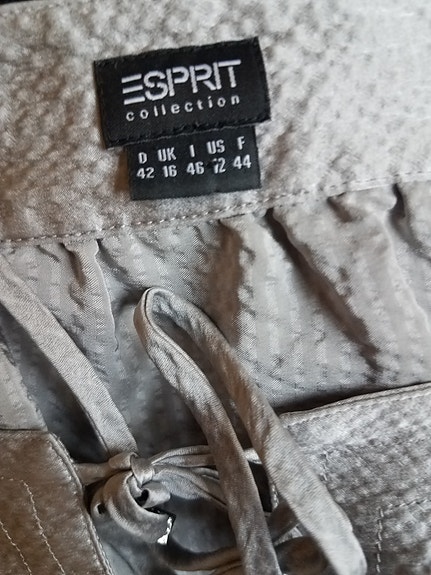 ESPRIT
collection
D UK I US F
42 16 46 12 44